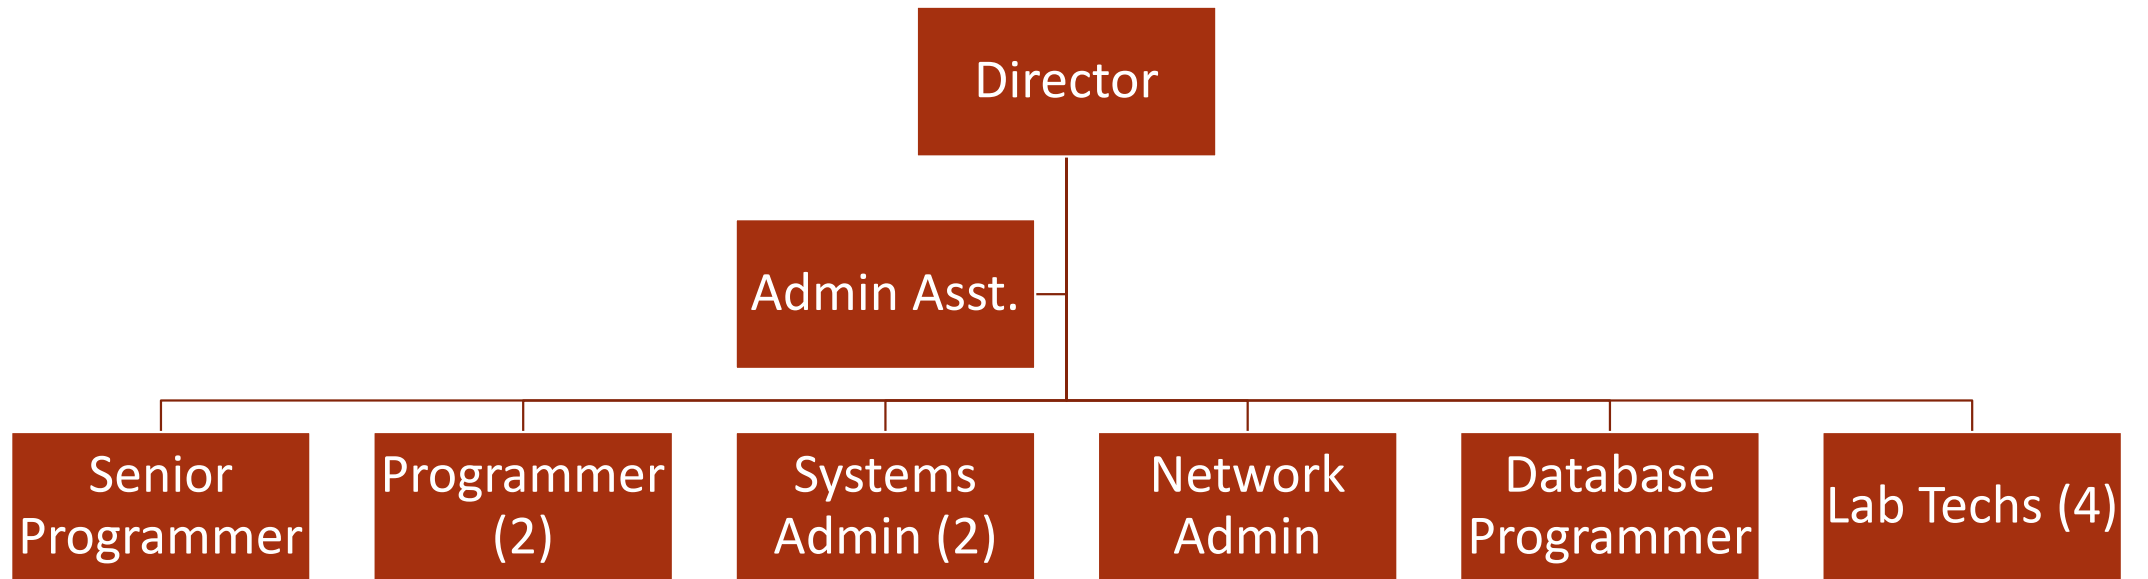 Director
Admin Asst.
Senior
Programmer
Programmer
(2)
Systems
Admin (2)
Network
Admin
Database
Programmer
Lab Techs (4)